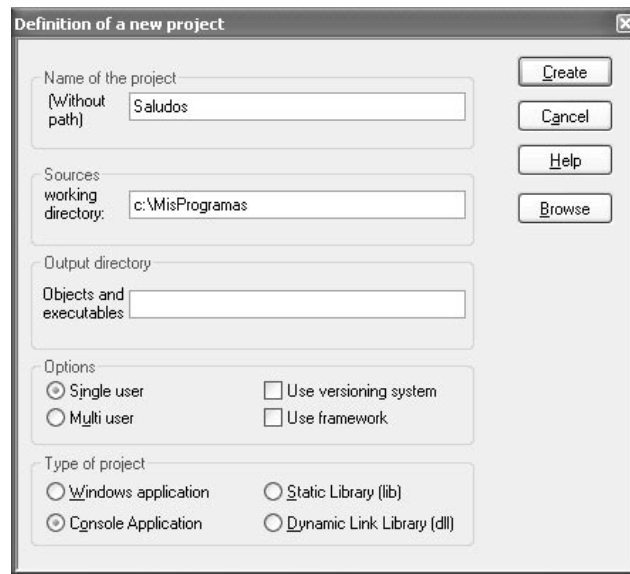 Definition of a new project
Name of the project
(Without
path)
Saludos
Create
Cancel
Help
Browse
Sources
working
directory:
c:\MisProgramas
Output directory
Objects and
executables
Options
Single user
Use versioning system
Multi user
Use framework
Type of project
Windows application
Static Library (lib)
Console Application
Dynamic Link Library (dll)